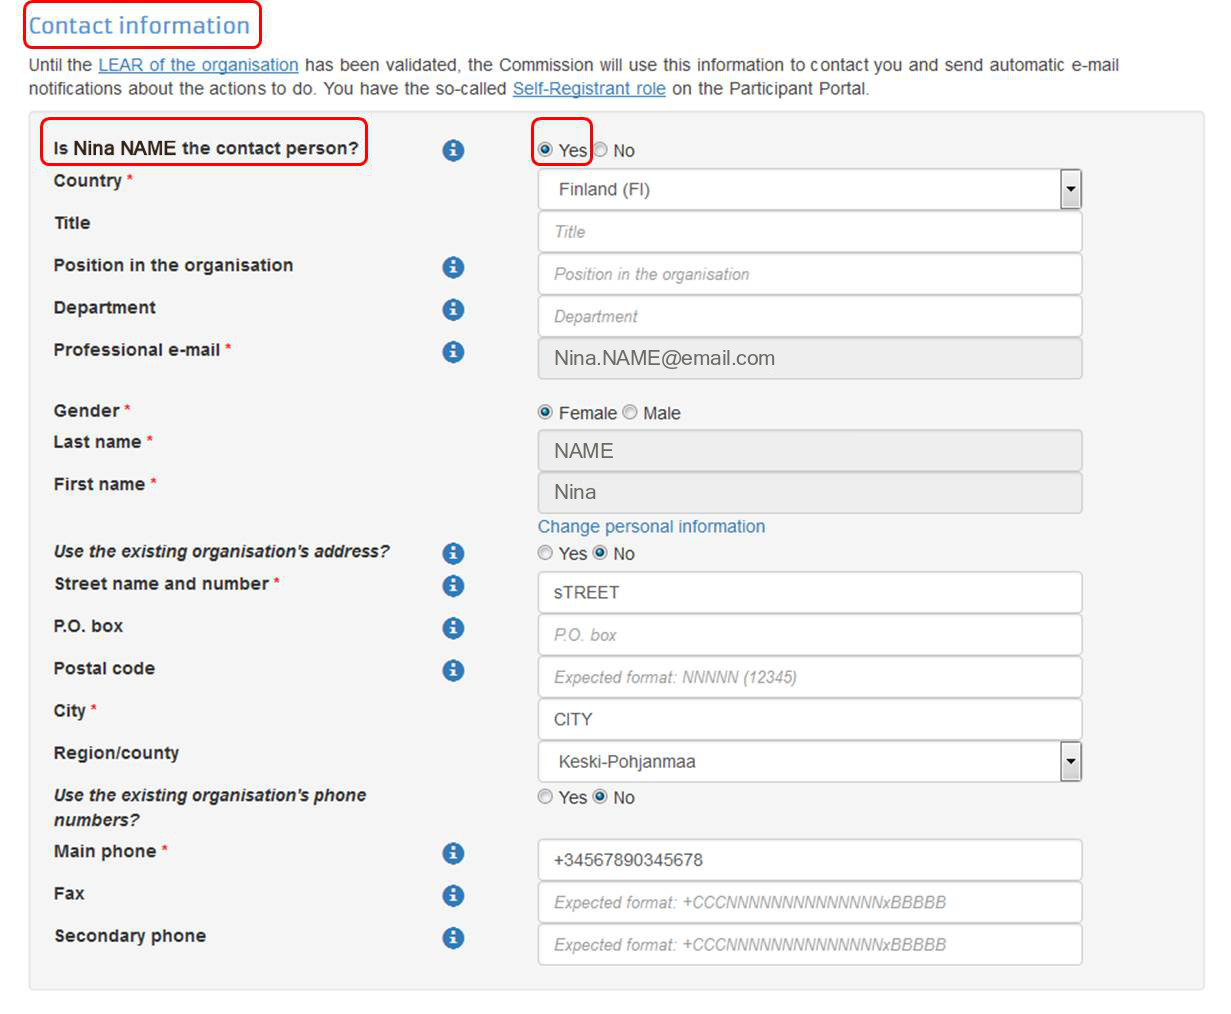 Contact information
Until the LEAR of the organisation has been validated, the Commission will use this information to contact you and send automatic e-mail
notifications about the actions to do. You have the so-called Self-Registrant role on the Participant Portal.
Is Nina NAME the contact person? Yes No
Country * Finland (FI)
Title Title
Position in the organisation Position in the organisation
Department Department
Professional e-mail * Nina.NAME@email.com
Gender * Female Male
Last name * NAME
First name * Nina
Change personal information
Use the existing organisation's address? Yes No
Street name and number * sTREET
P.O. box P.O. box
Postal code Expected format: NNNNN (12345)
City * CITY
Region/county Keski-Pohjanmaa
Use the existing organisation's phone Yes No
numbers?
Main phone * +34567890345678
Fax Expected format: +CCCNNNNNNNNNNNNNNxBBBBB
Secondary phone Expected format: +CCCNNNNNNNNNNNNNNxBBBBB